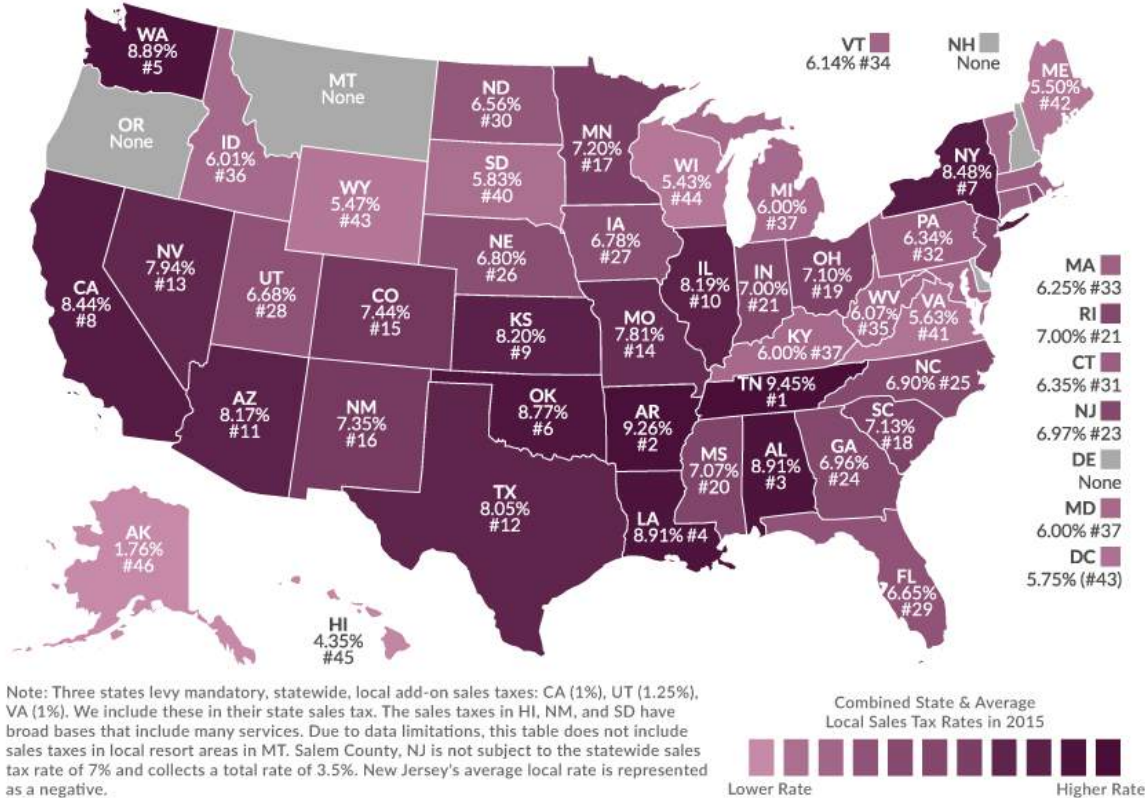 WA
8.89%
#5
MT
None
ND
6.56%
#30
MN
7.20%
#17
VT
6.14% #34
NH
None
ME
5.50%
#42
OR
None
ID
6.01%
#36
WY
5.47%
#43
SD
5.83%
#40
WI
5.43%
#44
MI
6.00%
#37
NY
8.48%
#7
NV
7.94%
#13
UT
6.68%
#28
CO
7.44%
#15
NE
6.80%
#26
IA
6.78%
#27
IL
8.19%
#10
IN
7.00%
#21
OH
7.10%
#19
PA
6.34%
#32
CA
8.44%
#8
KS
8.20%
#9
MO
7.81%
#14
KY
6.00% #37
WV
6.07%
#35
VA
5.63%
#41
MA
6.25% #33
RI
7.00% #21
CT
6.35% #31
NJ
6.97% #23
DE
None
MD
6.00% #37
DC
5.75% (#43)
AZ
8.17%
#11
NM
7.35%
#16
OK
8.77%
#6
AR
9.26%
#2
TN 9.45%
#1
NC
6.90% #25
SC
7.13%
#18
TX
8.05%
#12
LA
8.91% #4
MS
7.07%
#20
AL
8.91%
#3
GA
6.96%
#24
FL
6.65%
#29
AK
1.76%
#46
HI
4.35%
#45
Note: Three states levy mandatory, statewide, local add-on sales taxes: CA (1%), UT (1.25%),
VA (1%). We include these in their state sales tax. The sales taxes in HI, NM, and SD have
broad bases that include many services. Due to data limitations, this table does not include
sales taxes in local resort areas in MT. Salem County, NJ is not subject to the statewide sales
tax rate of 7% and collects a total rate of 3.5%. New Jersey's average local rate is represented
as a negative.
Combined State & Average
Local Sales Tax Rates in 2015
Lower Rate
Higher Rate